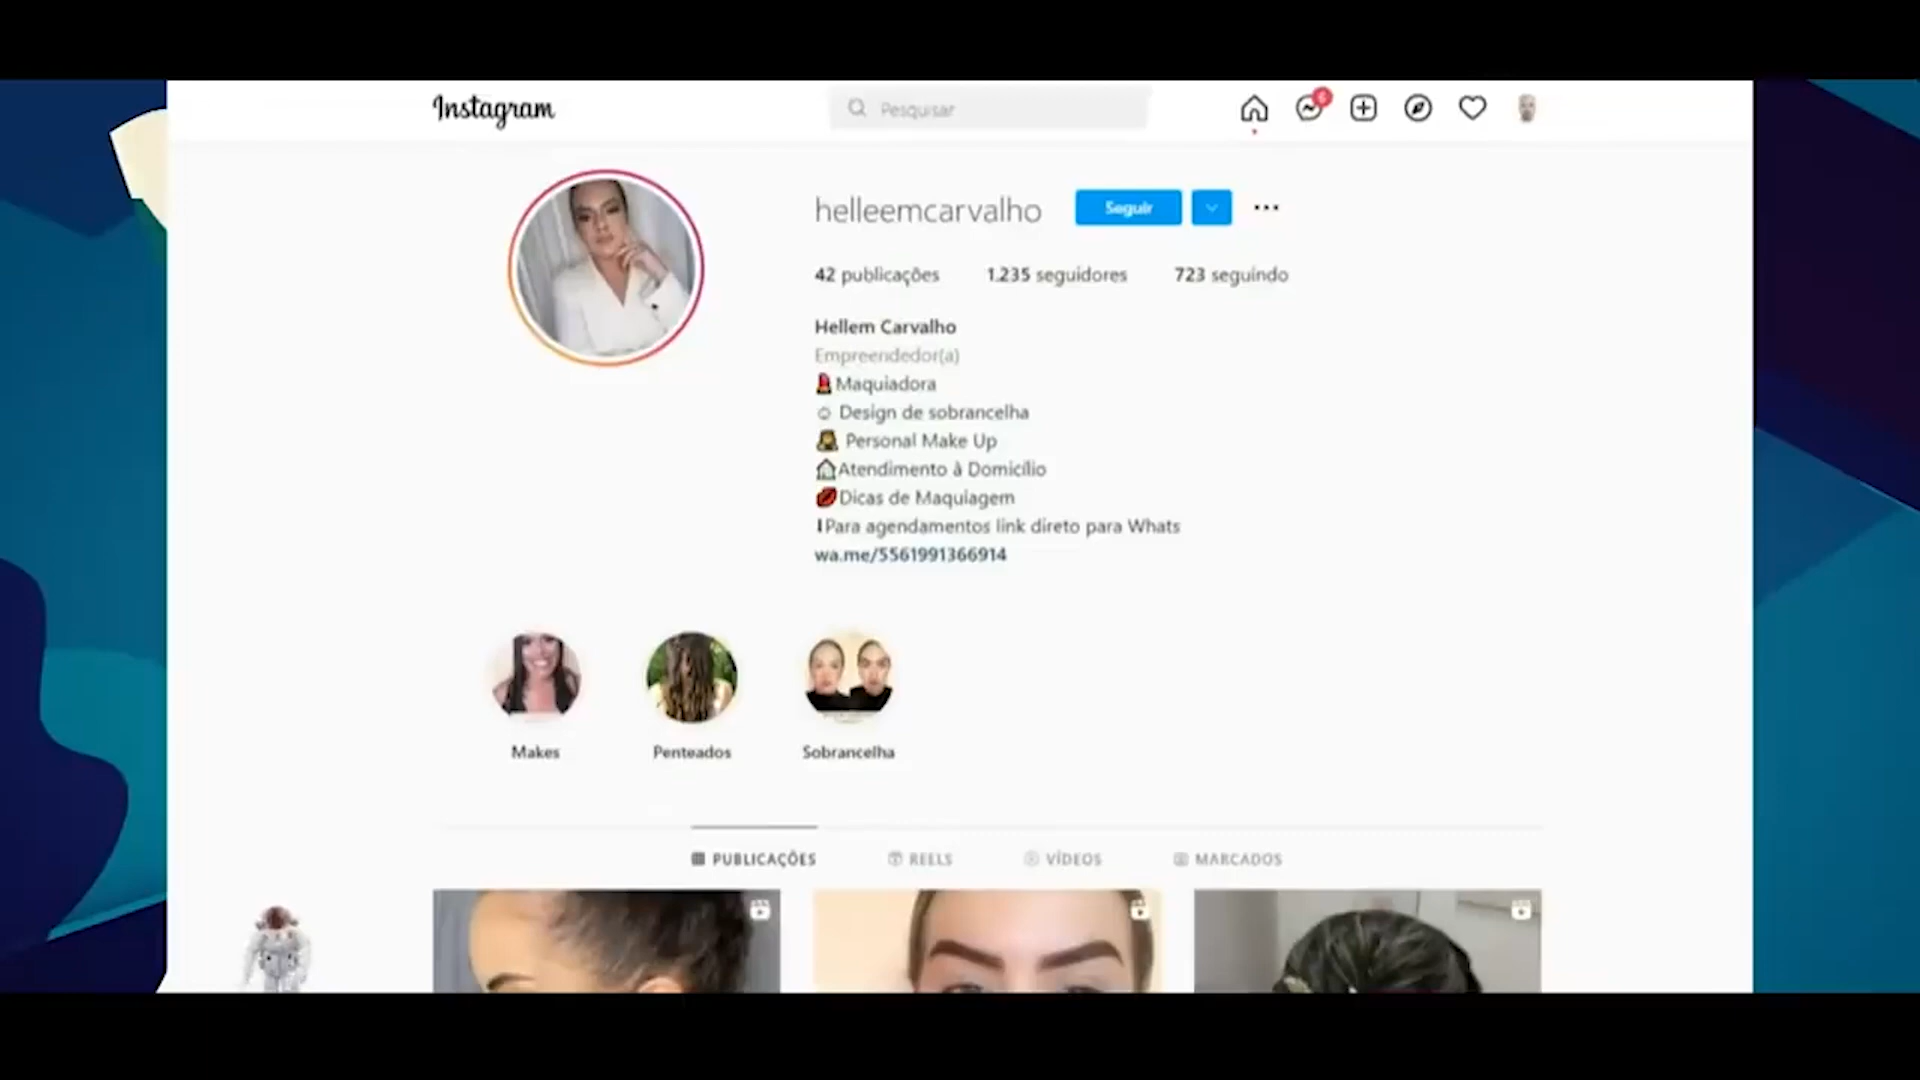 Instagram
Pesquisar
6
helleemcarvalho
Seguir
42 publicações 1.235 seguidores 723 seguindo
Hellem Carvalho
Empreendedor(a)
Maquiadora
Design de sobrancelha
Personal Make Up
Atendimento à Domicílio
Dicas de Maquiagem
Para agendamentos link direto para Whats
wa.me/5561991366914
Makes Penteados Sobrancelha
PUBLICAÇÕES REELS VÍDEOS MARCADOS